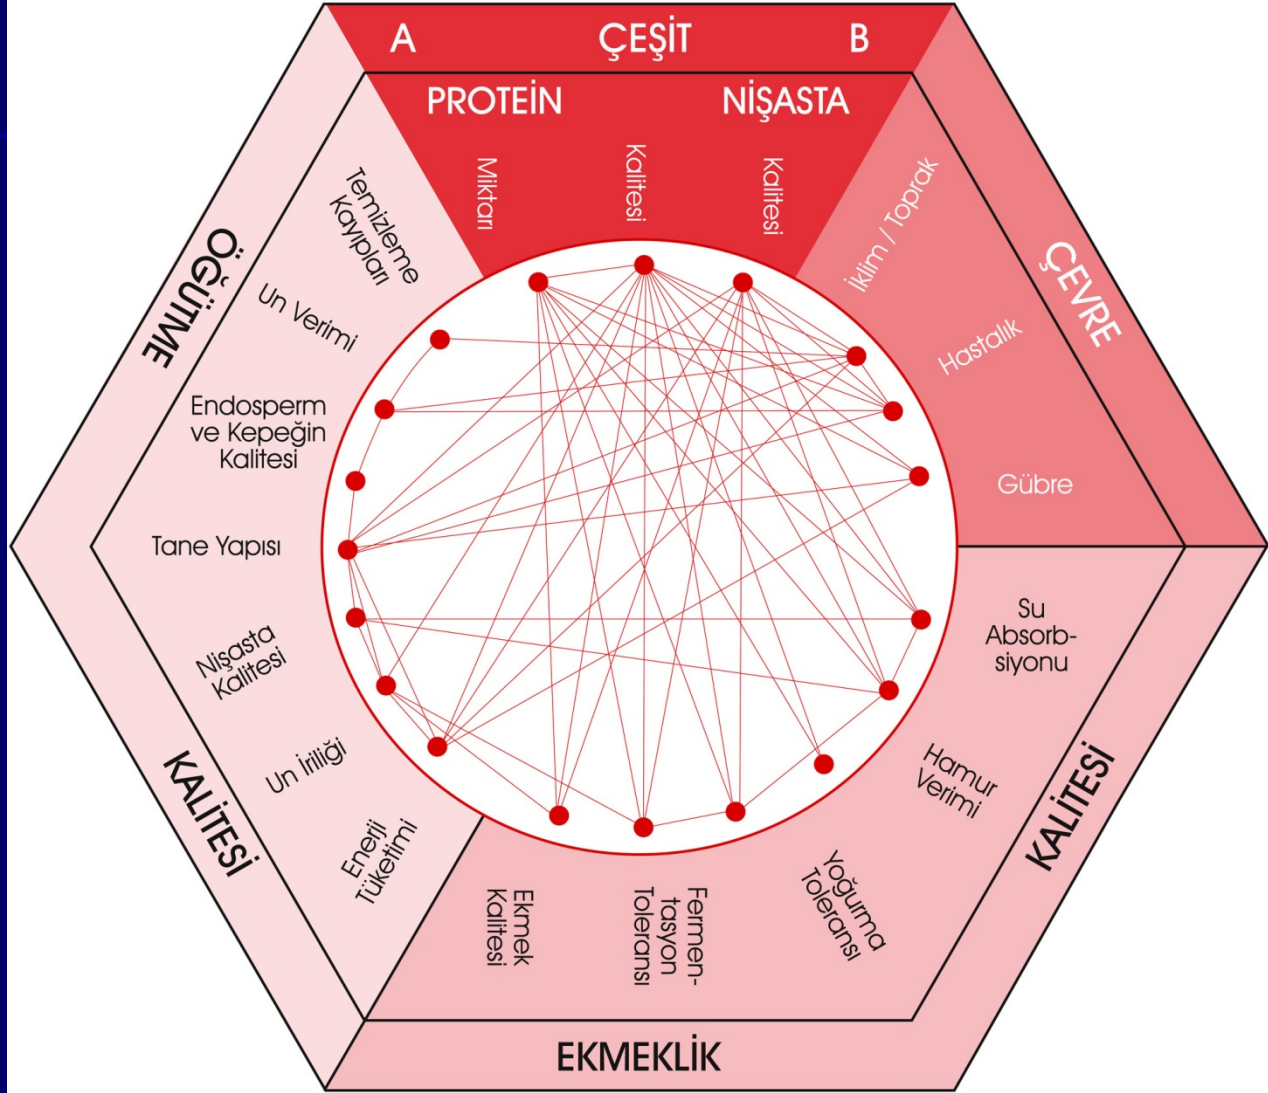 A
ÇEŞİT
B
PROTEİN
NİŞASTA
Miktarı
Kalitesi
Kalitesi
İklim / Toprak
Hastalık
Gübre
ÇEVRE
Su
Absorb-
siyonu
Hamur
Verimi
Yoğurma
Toleransı
Fermen-
tasyon
Toleransı
Ekmek
Kalitesi
EKMEKLİK
KALİTESİ
Temizleme
Kayıpları
Un Verimi
Endosperm
ve Kepeğin
Kalitesi
Tane Yapısı
Nişasta
Kalitesi
Un İriliği
Enerji
Tüketimi
ÖĞÜTME
KALİTESİ